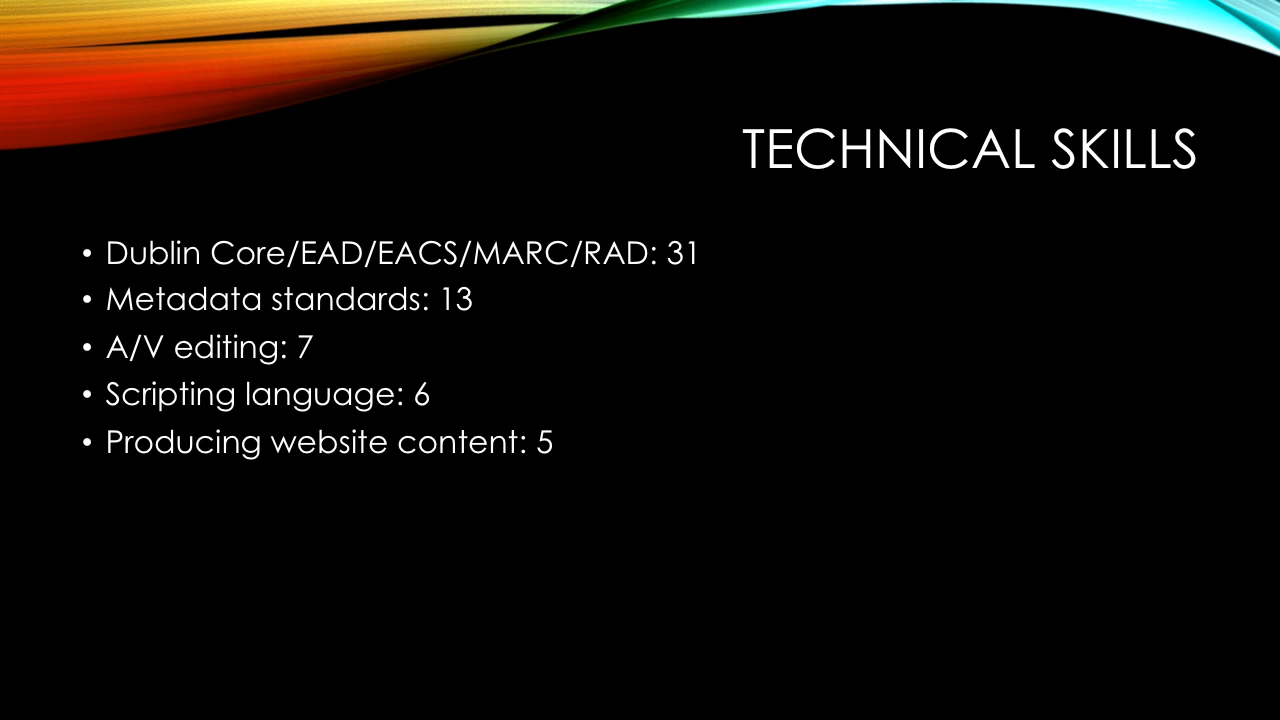 TECHNICAL SKILLS
• Dublin Core/EAD/EACS/MARC/RAD: 31
• Metadata standards: 13
• A/V editing: 7
• Scripting language: 6
• Producing website content: 5